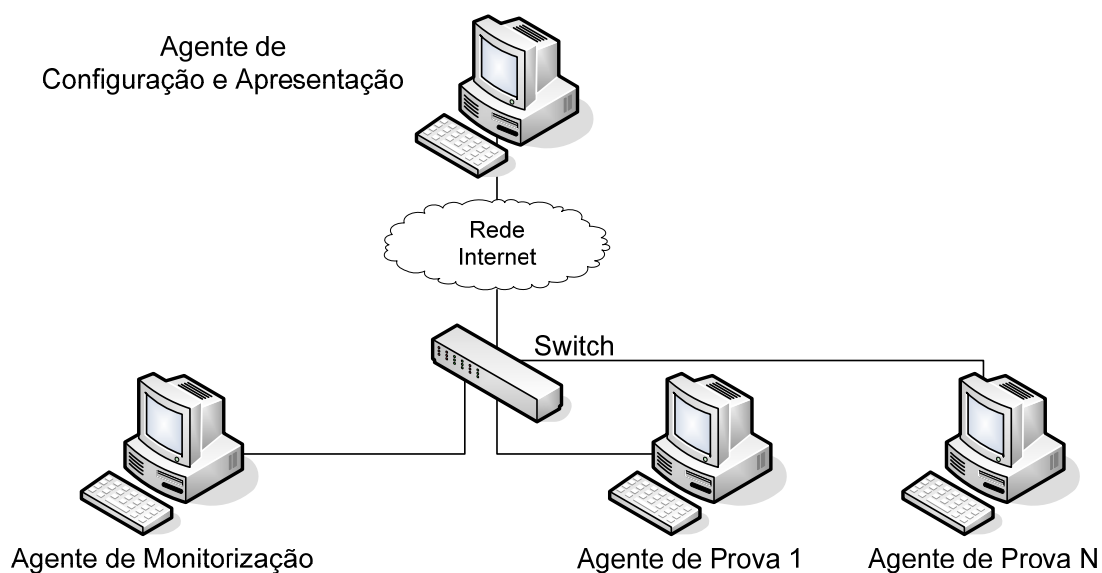 Agente de
Configuração e Apresentação
Rede
Internet
Switch
Agente de Monitorização
Agente de Prova 1
Agente de Prova N